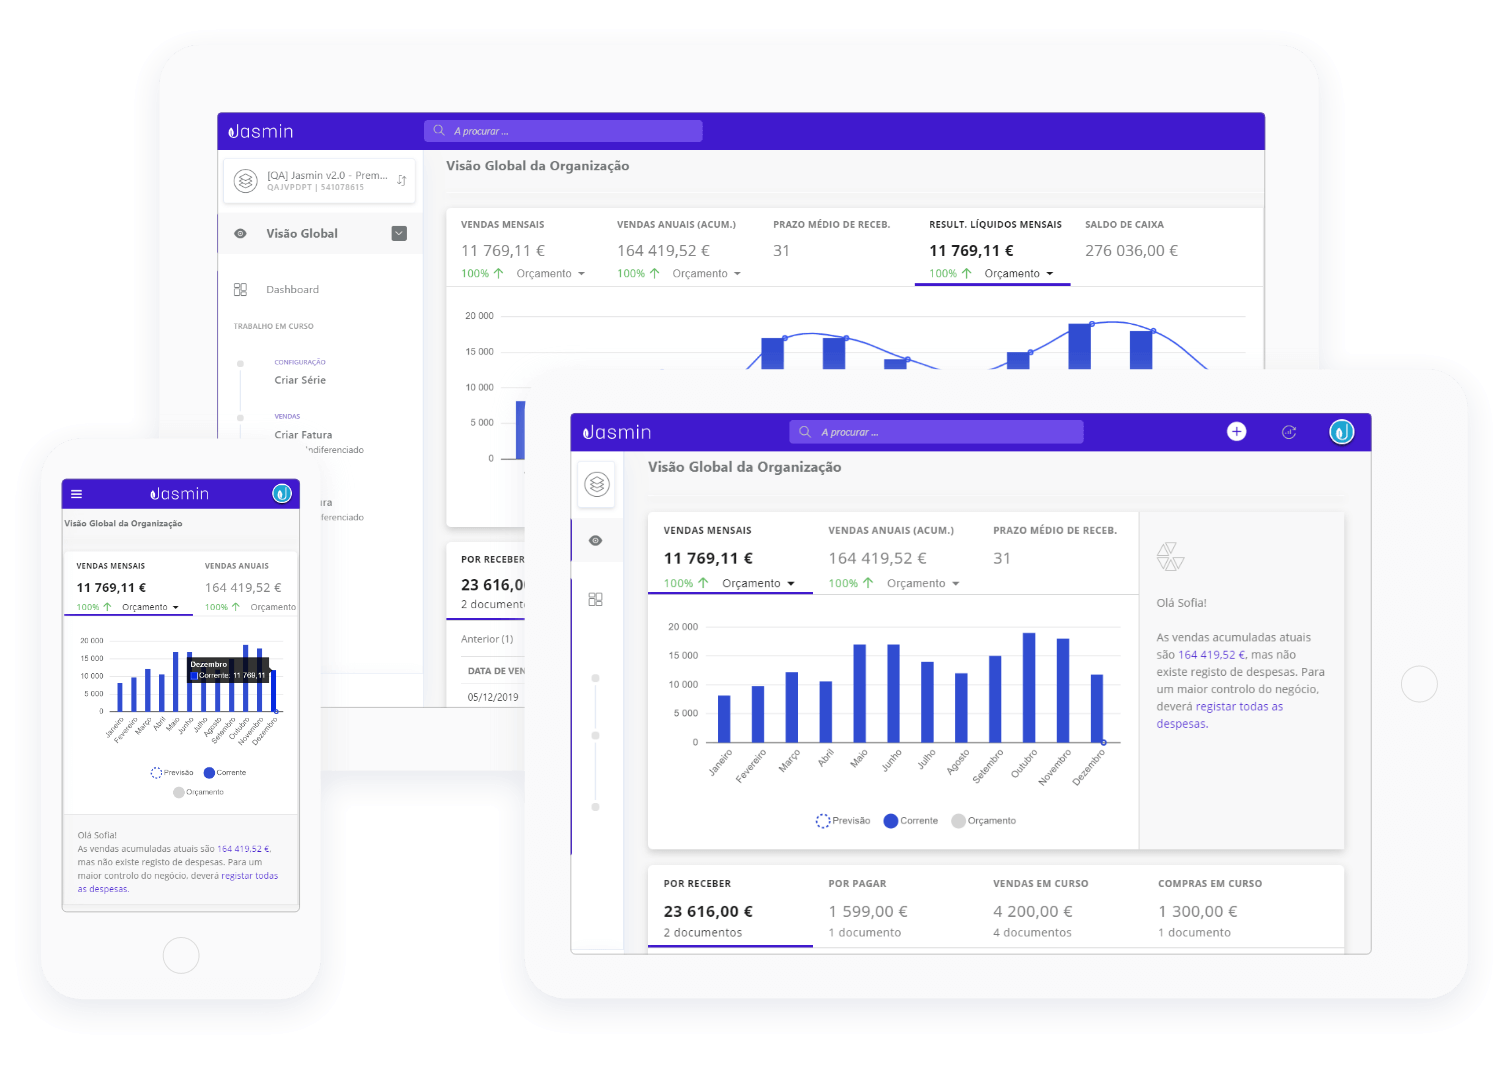 Jasmin
A procurar ...
[QA] Jasmin v2.0 - Prem...
QAJVPDPT | 541078615
Visão Global
Dashboard
TRABALHO EM CURSO
CONFIGURAÇÃO
Criar Série
VENDAS
Criar Fatura
Visão Global da Organização
VENDAS MENSAIS
11 769,11 €
100% Orçamento
VENDAS ANUAIS (ACUM.)
164 419,52 €
100% Orçamento
PRAZO MÉDIO DE RECEB.
31
RESULT. LÍQUIDOS MENSAIS
11 769,11 €
100% Orçamento
SALDO DE CAIXA
276 036,00 €
20 000
15 000
10 000
5 000
0
POR RECEBER
23 616,0
2 document
Anterior (1)
DATA DE VEN
05/12/2019
Jasmin
Visão Global da Organização
VENDAS MENSAIS
11 769,11 €
100% Orçamento
VENDAS ANUAIS
164 419,52 €
100% Orçamento
20 000
15 000
10 000
5 000
0
Dezembro
Corrente: 11 769,11
Janeiro
Fevereiro
Março
Abril
Maio
Junho
Julho
Agosto
Setembro
Outubro
Novembro
Dezembro
Previsão
Corrente
Orçamento
Olá Sofia!
As vendas acumuladas atuais são 164 419,52 €,
mas não existe registo de despesas. Para um
maior controlo do negócio, deverá registar todas
as despesas.
Jasmin
A procurar ...
Visão Global da Organização
VENDAS MENSAIS
11 769,11 €
100% Orçamento
VENDAS ANUAIS (ACUM.)
164 419,52 €
100% Orçamento
PRAZO MÉDIO DE RECEB.
31
20 000
15 000
10 000
5 000
0
Janeiro
Fevereiro
Março
Abril
Maio
Junho
Julho
Agosto
Setembro
Outubro
Novembro
Dezembro
Previsão
Corrente
Orçamento
Olá Sofia!
As vendas acumuladas atuais
são 164 419,52 €, mas não
existe registo de despesas. Para
um maior controlo do negócio,
deverá registar todas as
despesas.
POR RECEBER
23 616,00 €
2 documentos
POR PAGAR
1 599,00 €
1 documento
VENDAS EM CURSO
4 200,00 €
4 documentos
COMPRAS EM CURSO
1 300,00 €
1 documento